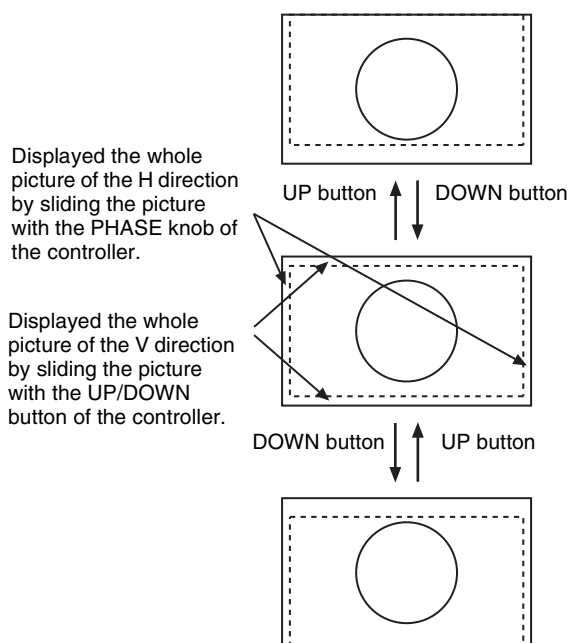 Displayed the whole
picture of the H direction
by sliding the picture
with the PHASE knob of
the controller.
UP button DOWN button
Displayed the whole
picture of the V direction
by sliding the picture
with the UP/DOWN
button of the controller.
DOWN button UP button